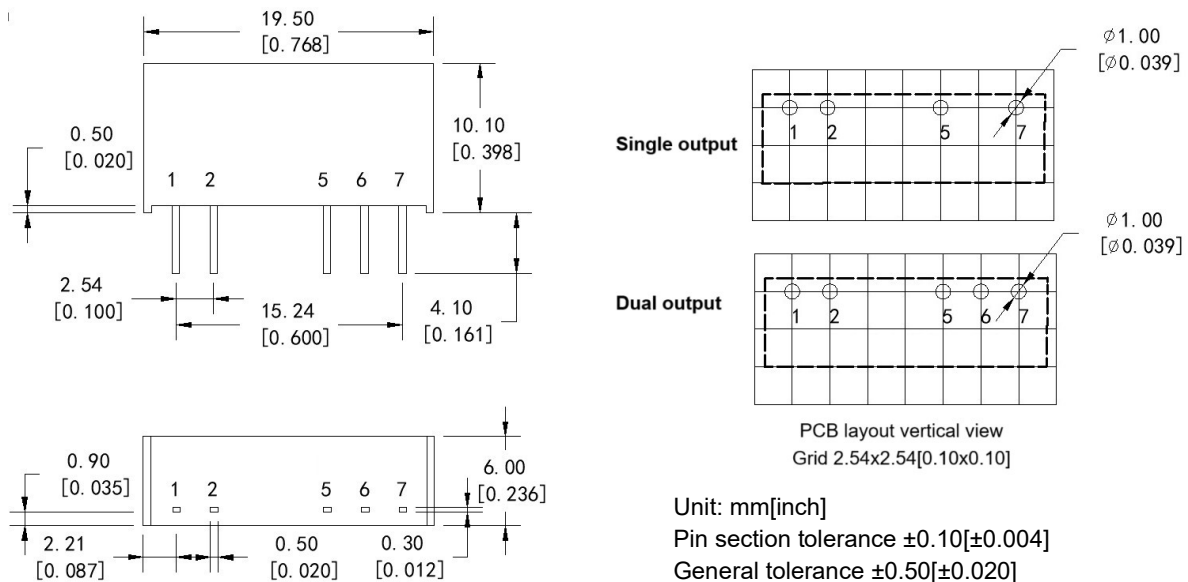 19.50
[0.768]
0.50
[0.020]
10.10
[0.398]
1 2 5 6 7
2.54
[0.100]
15.24
[0.600]
4.10
[0.161]
0.90
[0.035]
1 2 5 6 7
6.00
[0.236]
2.21
[0.087]
0.50
[0.020]
0.30
[0.012]
⌀1.00
[⌀0.039]
Single output
1 2 5 7
⌀1.00
[⌀0.039]
Dual output
1 2 5 6 7
PCB layout vertical view
Grid 2.54x2.54[0.10x0.10]
Unit: mm[inch]
Pin section tolerance ±0.10[±0.004]
General tolerance ±0.50[±0.020]